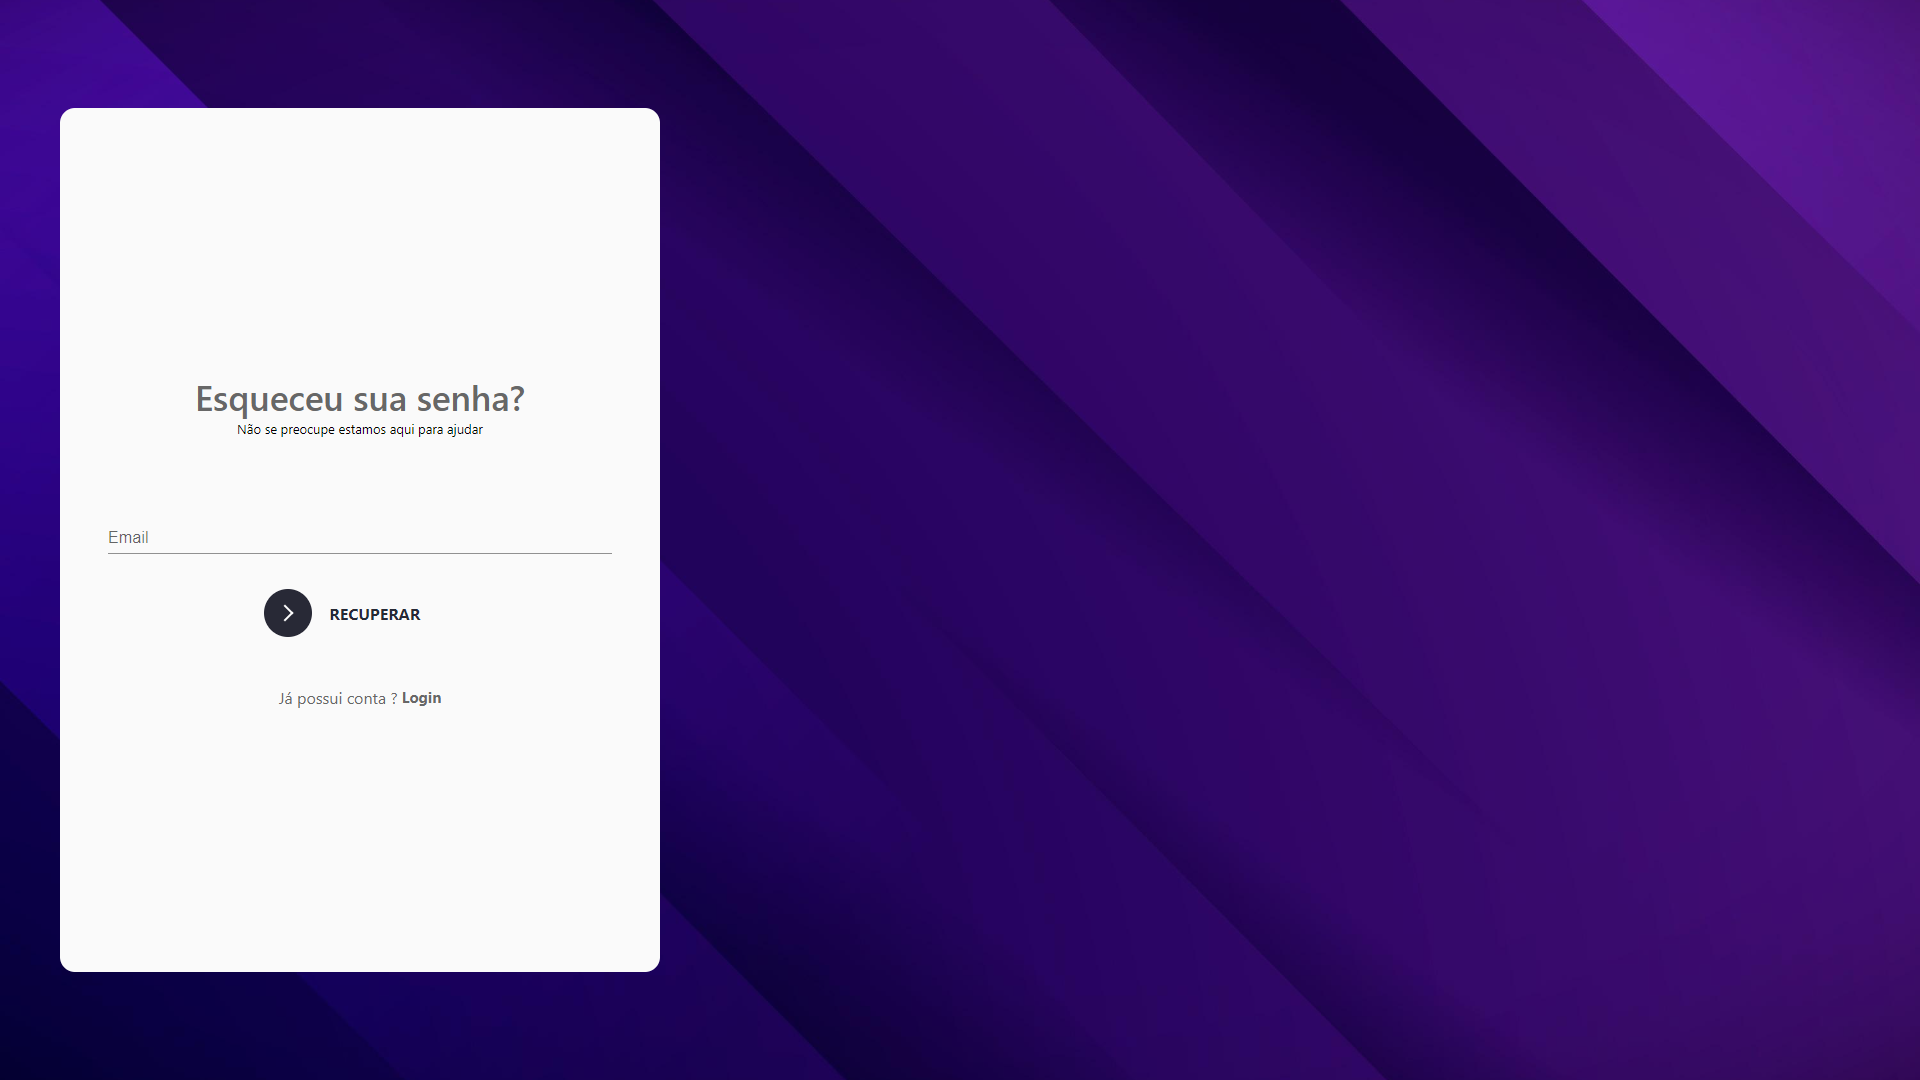 Esqueceu sua senha?
Não se preocupe estamos aqui para ajudar
Email
RECUPERAR
Já possui conta ? Login